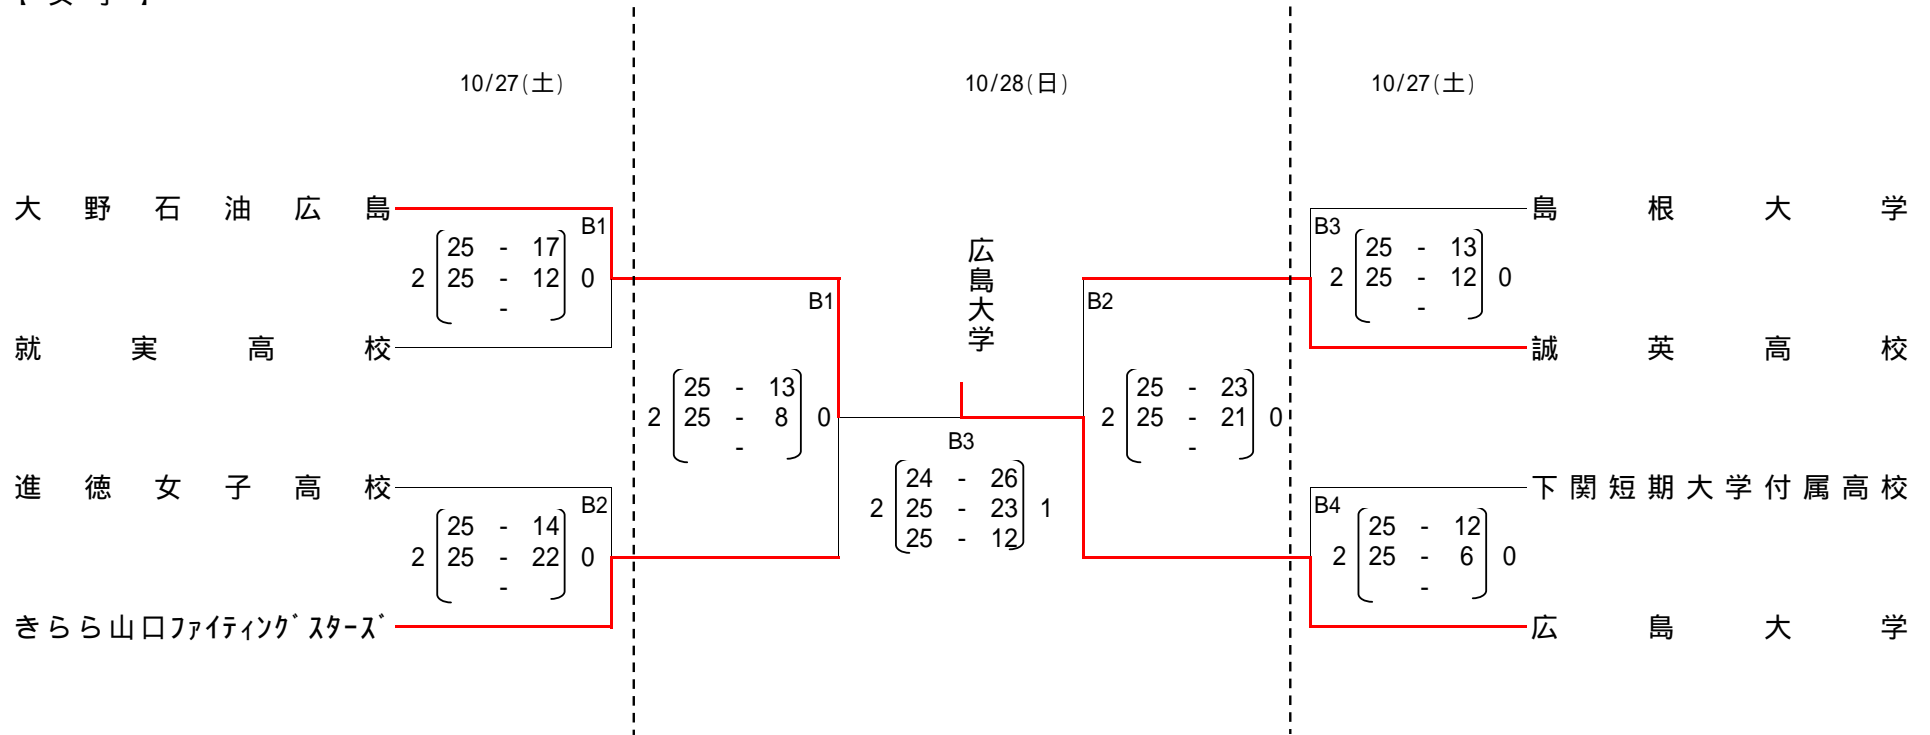 10/27(土) 10/28(日) 10/27(土)
大野石油広島
B1
25 - 17
2 25 - 12 0
-
就実高校
進徳女子高校
B2
25 - 14
2 25 - 22 0
-
きらら山口ファイティングスターズ
B1
25 - 13
2 25 - 8 0
-
広島大学
B3
24 - 26
2 25 - 23 1
25 - 12
B2
25 - 23
2 25 - 21 0
-
島根大学
B3
25 - 13
2 25 - 12 0
-
誠英高校
下関短期大学付属高校
B4
25 - 12
2 25 - 6 0
-
広島大学